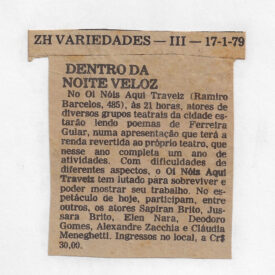 ZH VARIEDADES — III — 17-1-79
DENTRO DA
NOITE VELOZ
No Oi Nóis Aqui Traveiz (Ramiro
Barcelos, 485), às 21 horas, atores de
diversos grupos teatrais da cidade esta-
rão lendo poemas de Ferreira
Gular, numa apresentação que terá a
renda revertida ao próprio teatro, que
nesse ano completa um ano de
atividades. Com dificuldades de
diferentes aspectos, o Oi Nóis Aqui
Traveiz tem lutado para sobreviver e
poder mostrar seu trabalho. No es-
petáculo de hoje, participam, entre
outros, os atores Sapiran Brito, Jus-
sara Brito, Elen Nara, Deodoro
Gomes, Alexandre Zacchia e Cláudia
Meneghetti. Ingressos no local, a Cr$
30,00.